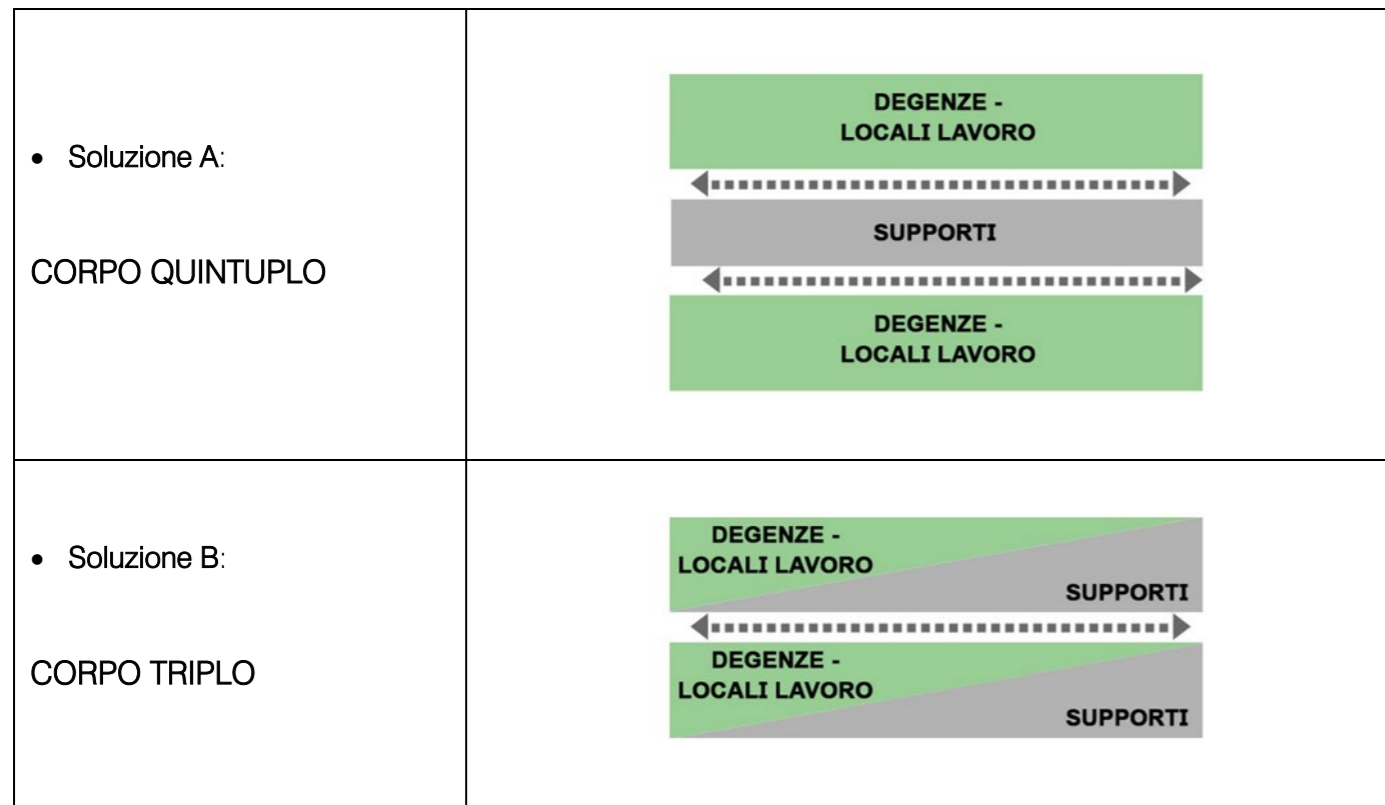 • Soluzione A:
CORPO QUINTUPLO
DEGENZE -
LOCALI LAVORO
SUPPORTI
DEGENZE -
LOCALI LAVORO
• Soluzione B:
CORPO TRIPLO
DEGENZE -
LOCALI LAVORO
SUPPORTI
DEGENZE -
LOCALI LAVORO
SUPPORTI